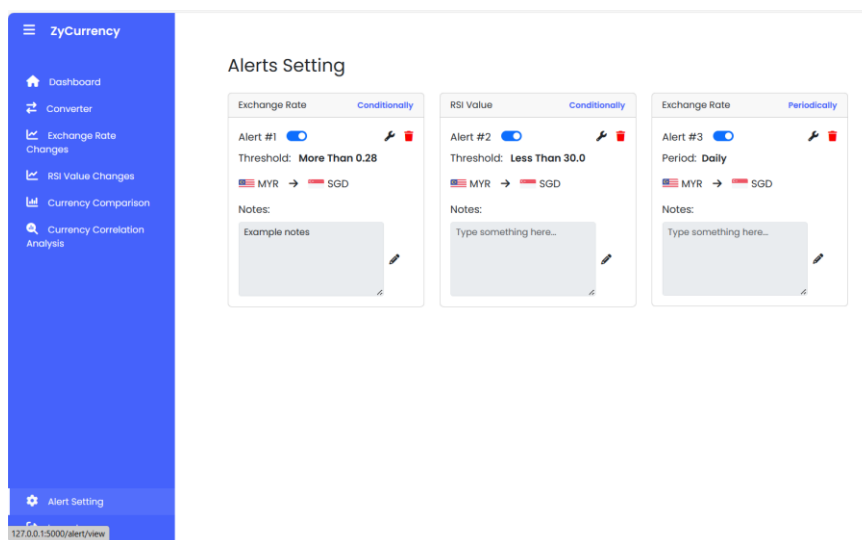 ZyCurrency
Dashboard
Converter
Exchange Rate
Changes
RSI Value Changes
Currency Comparison
Currency Correlation
Analysis
Alert Setting
127.0.0.1:5000/alert/view
Alerts Setting
Exchange Rate Conditionally
Alert #1
Threshold: More Than 0.28
MYR → SGD
Notes:
Example notes
RSI Value Conditionally
Alert #2
Threshold: Less Than 30.0
MYR → SGD
Notes:
Type something here...
Exchange Rate Periodically
Alert #3
Period: Daily
MYR → SGD
Notes:
Type something here...